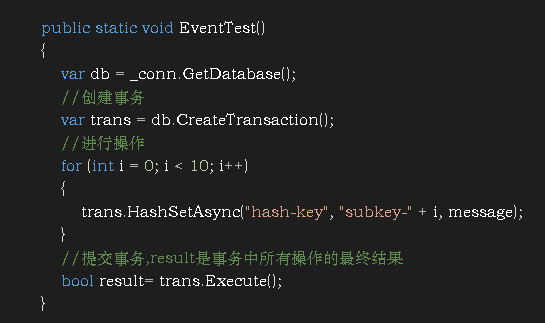 public static void EventTest()
{
var db = _conn.GetDatabase();
//创建事务
var trans = db.CreateTransaction();
//进行操作
for (int i = 0; i < 10; i++)
{
trans.HashSetAsync("hash-key", "subkey-" + i, message);
}
//提交事务,result是事务中所有操作的最终结果
bool result= trans.Execute();
}